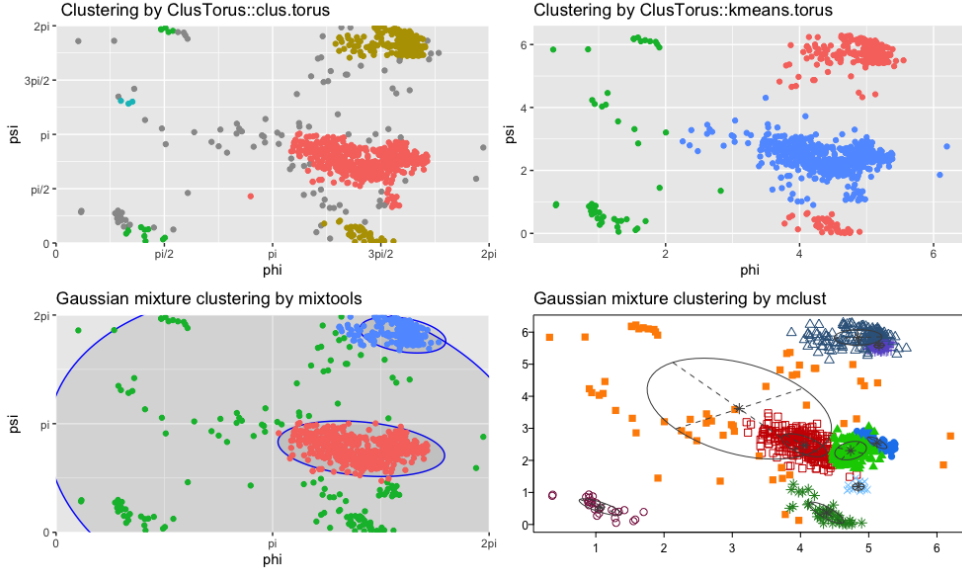 Clustering by ClusTorus::clus.torus
2pi
3pi/2
pi
pi/2
0
psi
0
pi/2
pi
3pi/2
2pi
phi
Clustering by ClusTorus::kmeans.torus
6
4
2
0
psi
2
4
6
phi
Gaussian mixture clustering by mixtools
2pi
pi
0
psi
0
pi
2pi
phi
Gaussian mixture clustering by mclust
6
5
4
3
2
1
0
1
2
3
4
5
6